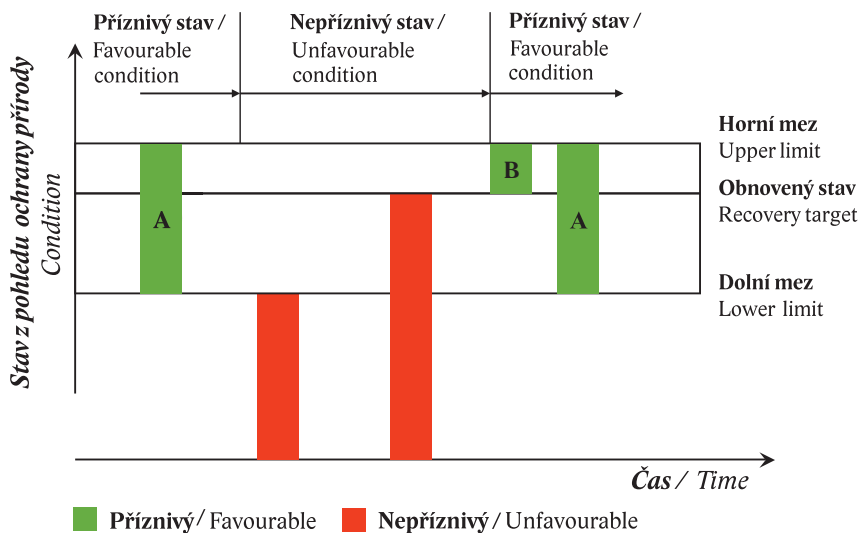 Příznivý stav /
Favourable
condition
Nepříznivý stav /
Unfavourable
condition
Příznivý stav /
Favourable
condition
Stav z pohledu ochrany přírody
Condition
Horní mez
Upper limit
Obnovený stav
Recovery target
Dolní mez
Lower limit
A
B
A
Čas / Time
Příznivý / Favourable
Nepříznivý / Unfavourable